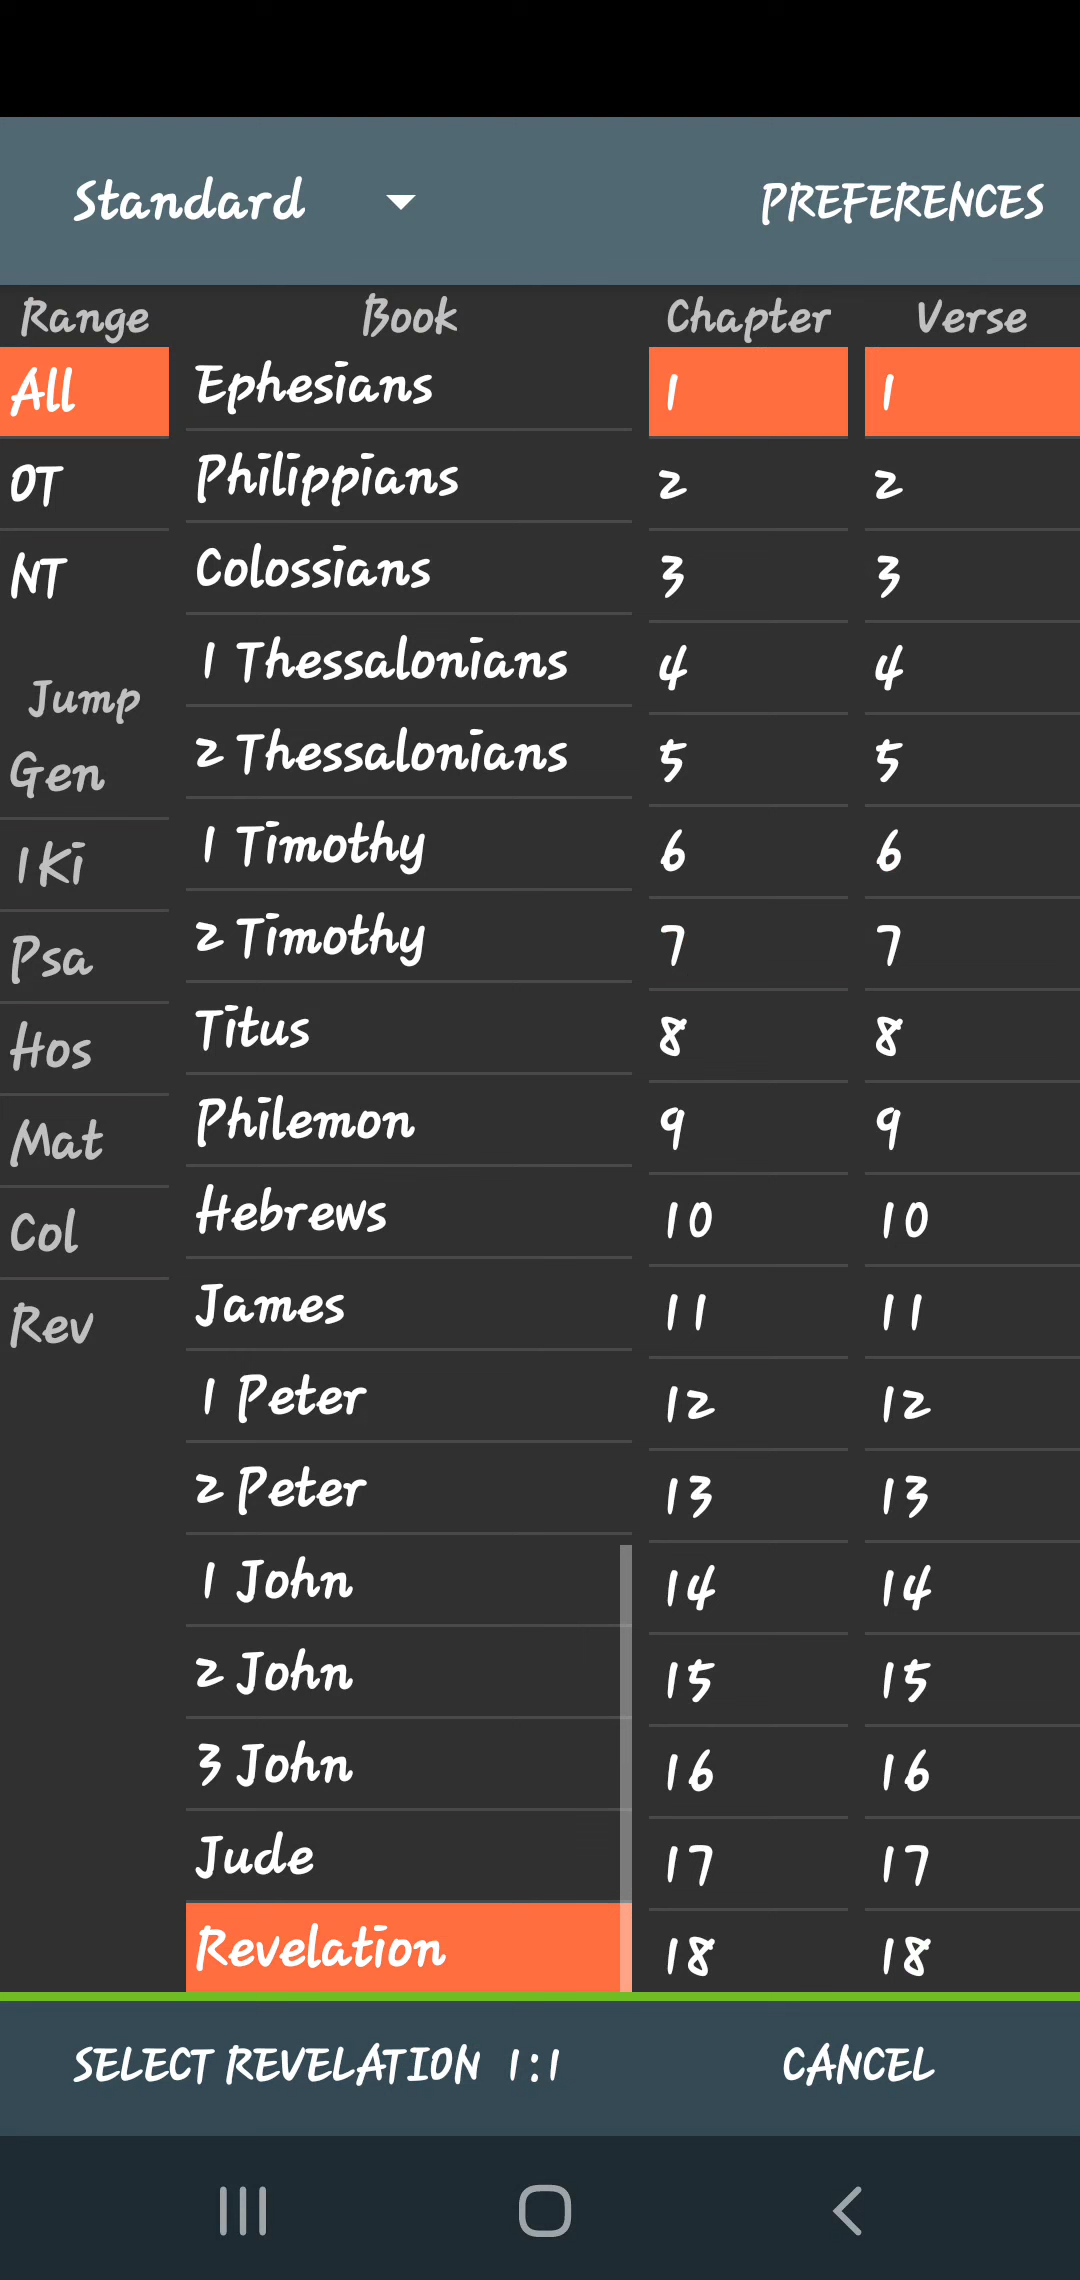 Standard
PREFERENCES
Range
Book
Chapter
Verse
All
OT
NT
Jump
Gen
1Ki
Psa
Hos
Mat
Col
Rev
Ephesians
Philippians
Colossians
1 Thessalonians
2 Thessalonians
1 Timothy
2 Timothy
Titus
Philemon
Hebrews
James
1 Peter
2 Peter
1 John
2 John
3 John
Jude
Revelation
1
2
3
4
5
6
7
8
9
10
11
12
13
14
15
16
17
18
1
2
3
4
5
6
7
8
9
10
11
12
13
14
15
16
17
18
SELECT REVELATION 1:1
CANCEL